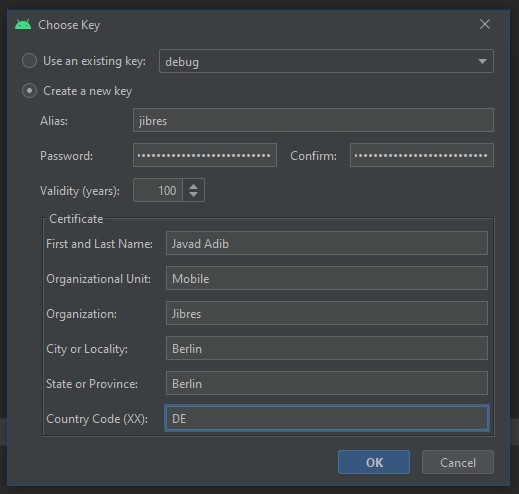 Choose Key
Use an existing key: debug
Create a new key
Alias: jibres
Password: •••••••••••••••••••••••••••• Confirm: ••••••••••••••••••••••••••••
Validity (years): 100
Certificate
First and Last Name: Javad Adib
Organizational Unit: Mobile
Organization: Jibres
City or Locality: Berlin
State or Province: Berlin
Country Code (XX): DE
OK Cancel